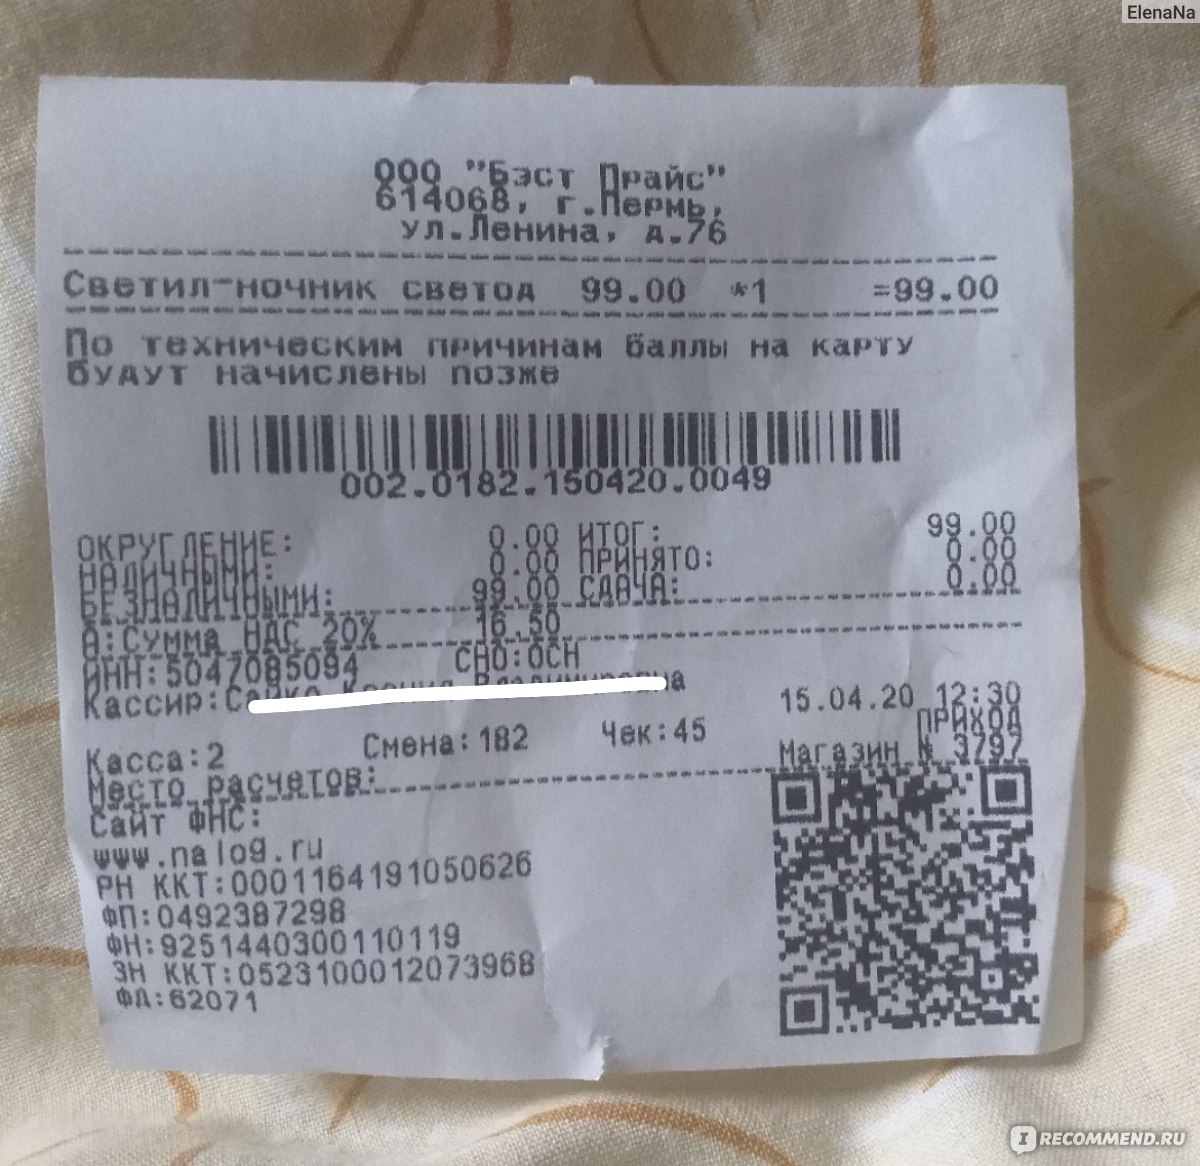 ElenaNa
ООО "Бэст Прайс"
614068, г.Пермь,
ул.Ленина, д.76
Светил-ночник светод 99.00 *1 =99.00
По техническим причинам баллы на карту
будут начислены позже
002.0182.150420.0049
ОКРУГЛЕНИЕ: 0.00 ИТОГ: 99.00
НАЛИЧНЫМИ: 0.00 ПРИНЯТО: 0.00
БЕЗНАЛИЧНЫМИ: 99.00 СДАЧА: 0.00
А:Сумма НДС 20% 16.50
ИНН:5047085094 СНО:ОСН
Кассир:
15.04.20 12:30
ПРИХОД
Касса:2 Смена:182 Чек:45
Место расчетов: Магазин № 3797
Сайт ФНС:
www.nalog.ru
РН ККТ:0001164191050626
ФП:0492387298
ФН:9251440300110119
ЗН ККТ:0523100012073968
ФД:62071
IRECOMMEND.RU